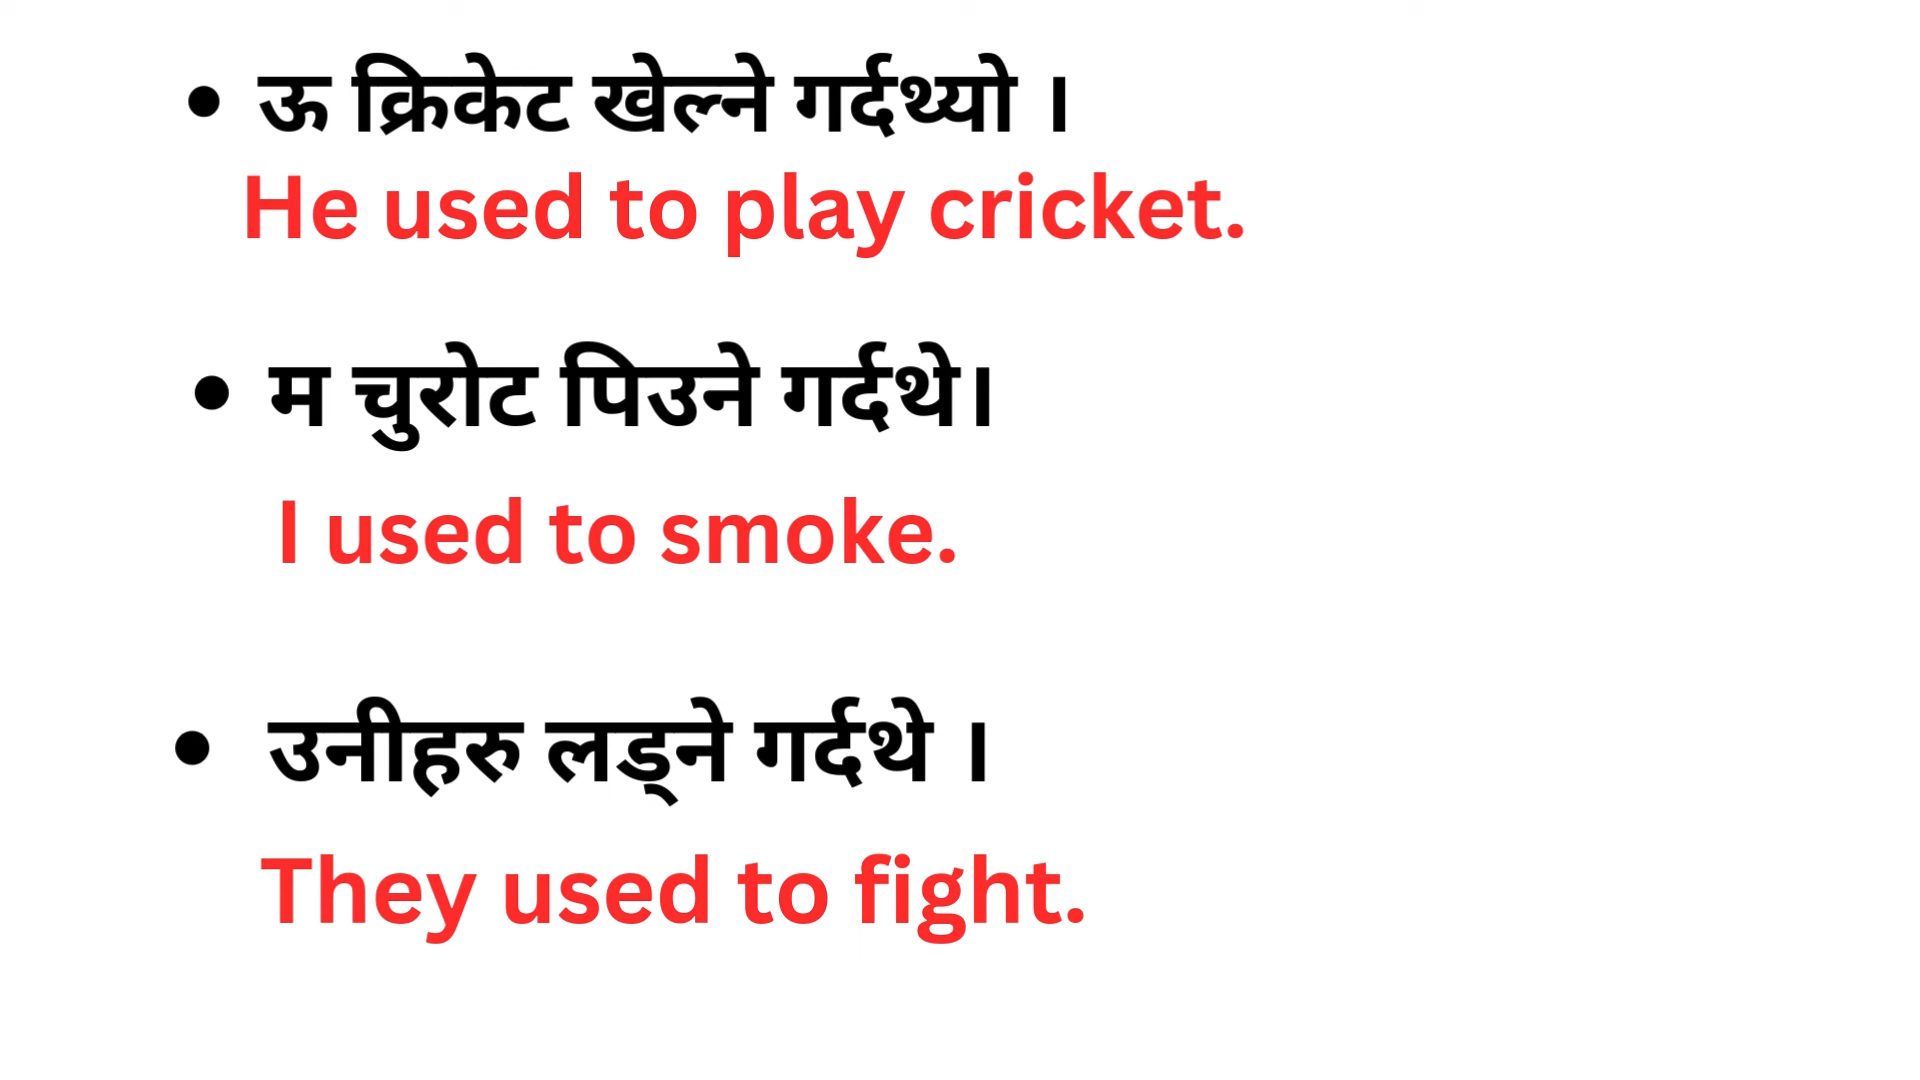 • ऊ क्रिकेट खेल्ने गर्दथ्यो ।
He used to play cricket.
• म चुरोट पिउने गर्दथे।
I used to smoke.
• उनीहरु लड्ने गर्दथे ।
They used to fight.